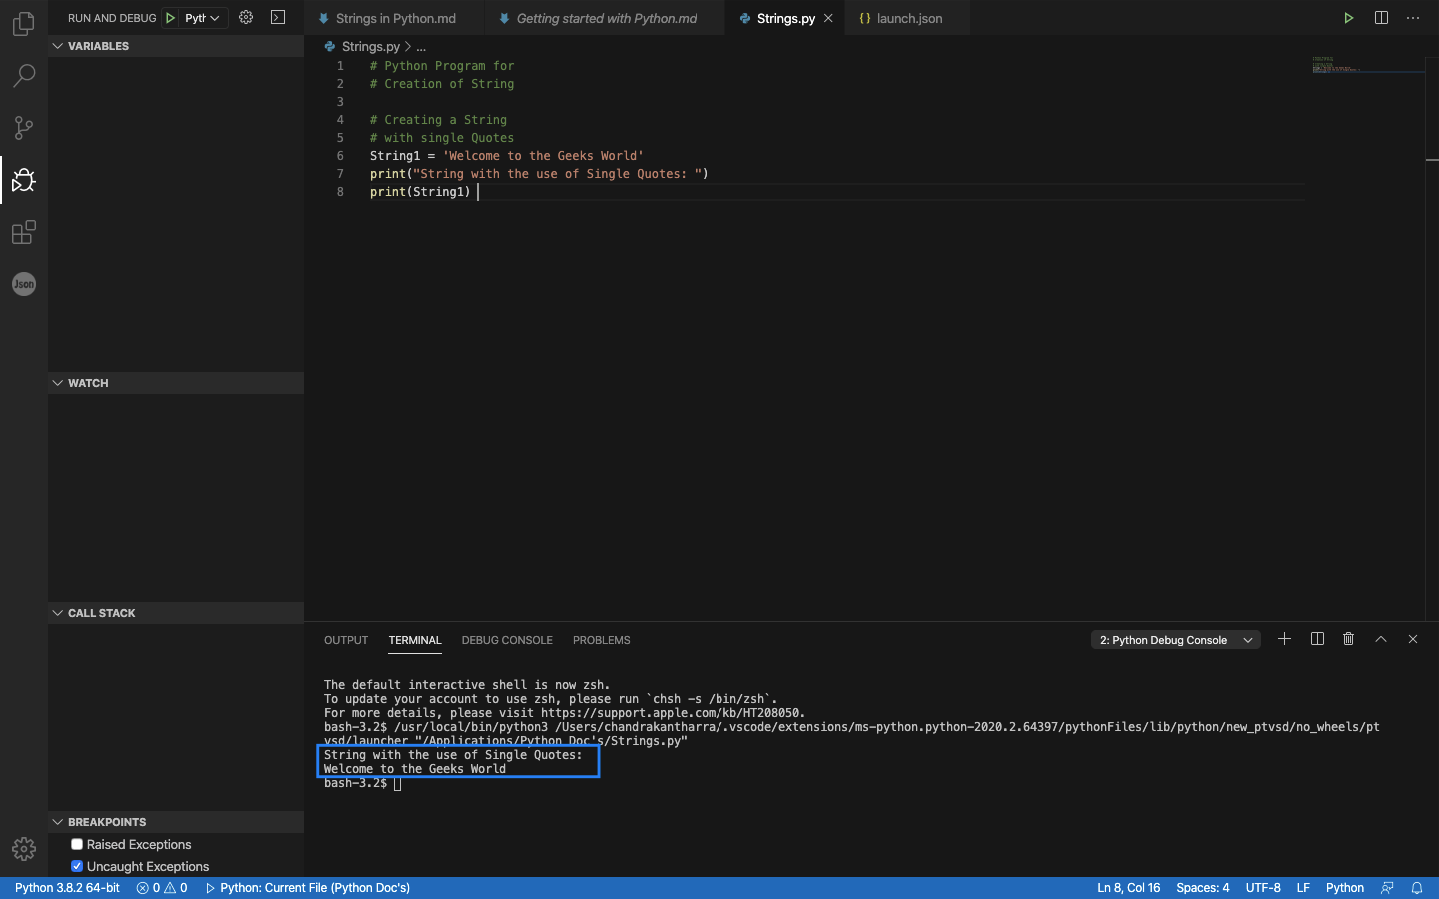 RUN AND DEBUG Pyth
VARIABLES
WATCH
CALL STACK
BREAKPOINTS
Raised Exceptions
Uncaught Exceptions
Json
Strings in Python.md
Getting started with Python.md
Strings.py
{} launch.json
Strings.py > ...
1 # Python Program for
2 # Creation of String
3
4 # Creating a String
5 # with single Quotes
6 String1 = 'Welcome to the Geeks World'
7 print("String with the use of Single Quotes: ")
8 print(String1)
OUTPUT TERMINAL DEBUG CONSOLE PROBLEMS
2: Python Debug Console
The default interactive shell is now zsh.
To update your account to use zsh, please run `chsh -s /bin/zsh`.
For more details, please visit https://support.apple.com/kb/HT208050.
bash-3.2$ /usr/local/bin/python3 /Users/chandrakantharra/.vscode/extensions/ms-python.python-2020.2.64397/pythonFiles/lib/python/new_ptvsd/no_wheels/pt
vsd/launcher "/Applications/Python Doc's/Strings.py"
String with the use of Single Quotes:
Welcome to the Geeks World
bash-3.2$
Python 3.8.2 64-bit 0 0 Python: Current File (Python Doc's) Ln 8, Col 16 Spaces: 4 UTF-8 LF Python